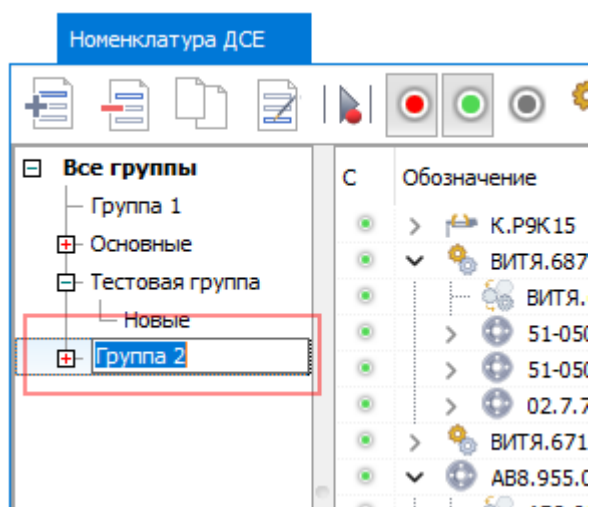 Номенклатура ДСЕ
Все группы
Группа 1
Основные
Тестовая группа
Новые
Группа 2
С Обозначение
К.Р9К15
ВИТЯ.687
ВИТЯ.
51-050
51-050
02.7.7
ВИТЯ.671
АВ8.955.0